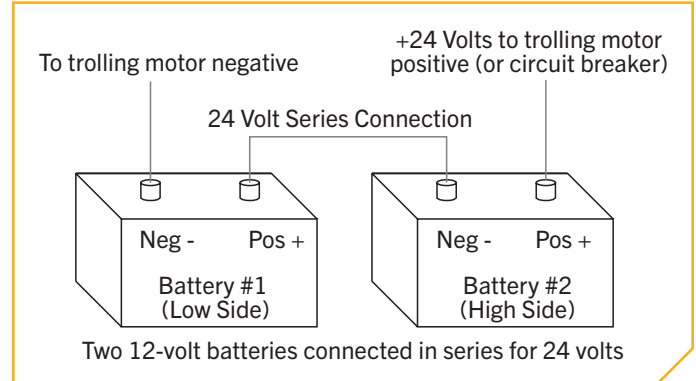 To trolling motor negative
+24 Volts to trolling motor
positive (or circuit breaker)
24 Volt Series Connection
Neg -
Pos +
Battery #1
(Low Side)
Neg -
Pos +
Battery #2
(High Side)
Two 12-volt batteries connected in series for 24 volts